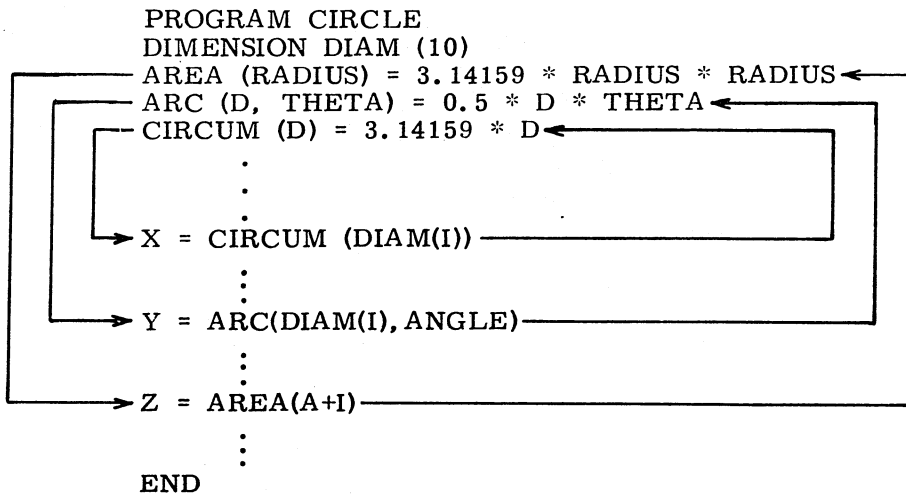 PROGRAM CIRCLE
DIMENSION DIAM (10)
AREA (RADIUS) = 3.14159 * RADIUS * RADIUS
ARC (D, THETA) = 0.5 * D * THETA
CIRCUM (D) = 3.14159 * D
X = CIRCUM (DIAM(I))
Y = ARC(DIAM(I), ANGLE)
Z = AREA(A+I)
END